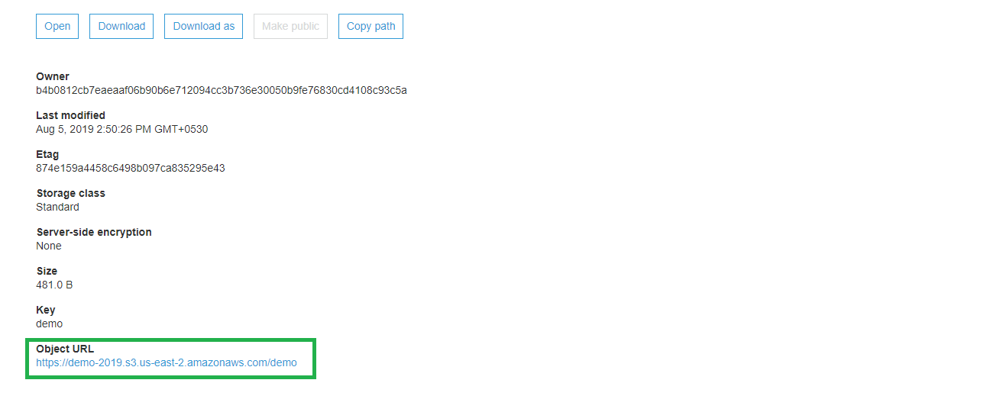 Open Download Download as Make public Copy path
Owner
b4b0812cb7eaeaaf06b90b6e712094cc3b736e30050b9fe76830cd4108c93c5a
Last modified
Aug 5, 2019 2:50:26 PM GMT+0530
Etag
874e159a4458c6498b097ca835295e43
Storage class
Standard
Server-side encryption
None
Size
481.0 B
Key
demo
Object URL
https://demo-2019.s3.us-east-2.amazonaws.com/demo